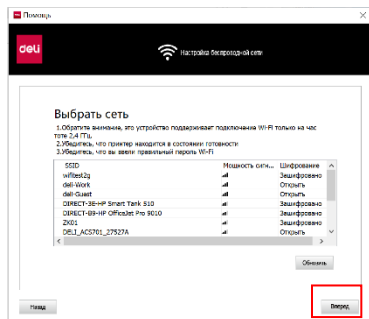 Помощь
deli
Настройка беспроводной сети
Выбрать сеть
1.Обратите внимание, это устройство поддерживает подключение Wi-Fi только на час
тоте 2,4 ГГц.
2.Убедитесь, что принтер находится в состоянии готовности
3.Убедитесь, что вы ввели правильный пароль Wi-Fi
SSID Мощность сигн... Шифрование
wifitest2g Зашифровано
deli-Work Открыть
deli-Guest Открыть
DIRECT-3E-HP Smart Tank 510 Зашифровано
DIRECT-B9-HP OfficeJet Pro 9010 Зашифровано
2K01 Зашифровано
DELI_ACS701_27527A Открыть
Обновить
Назад Вперед